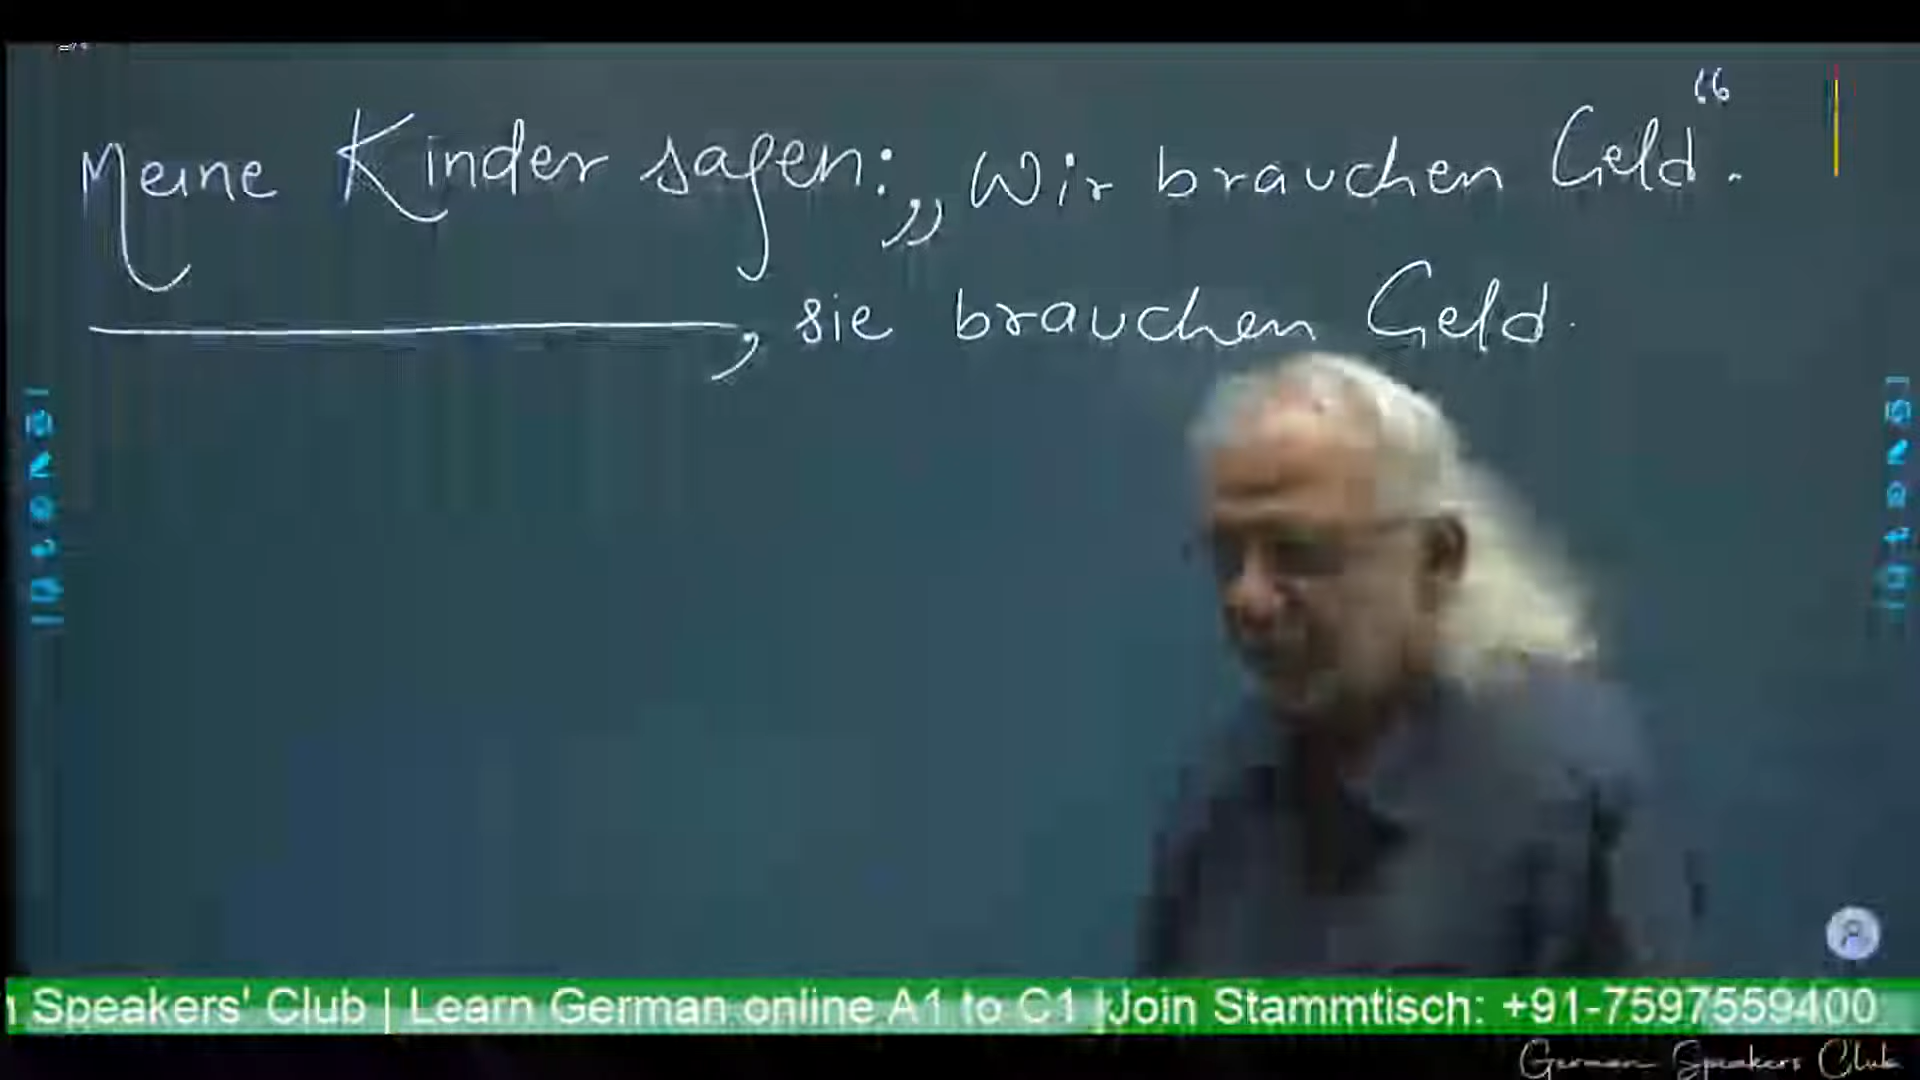 Meine Kinder sagen: „Wir brauchen Geld“.
, sie brauchen Geld.
n Speakers' Club | Learn German online A1 to C1 | Join Stammtisch: +91-7597559400
German Speakers Club